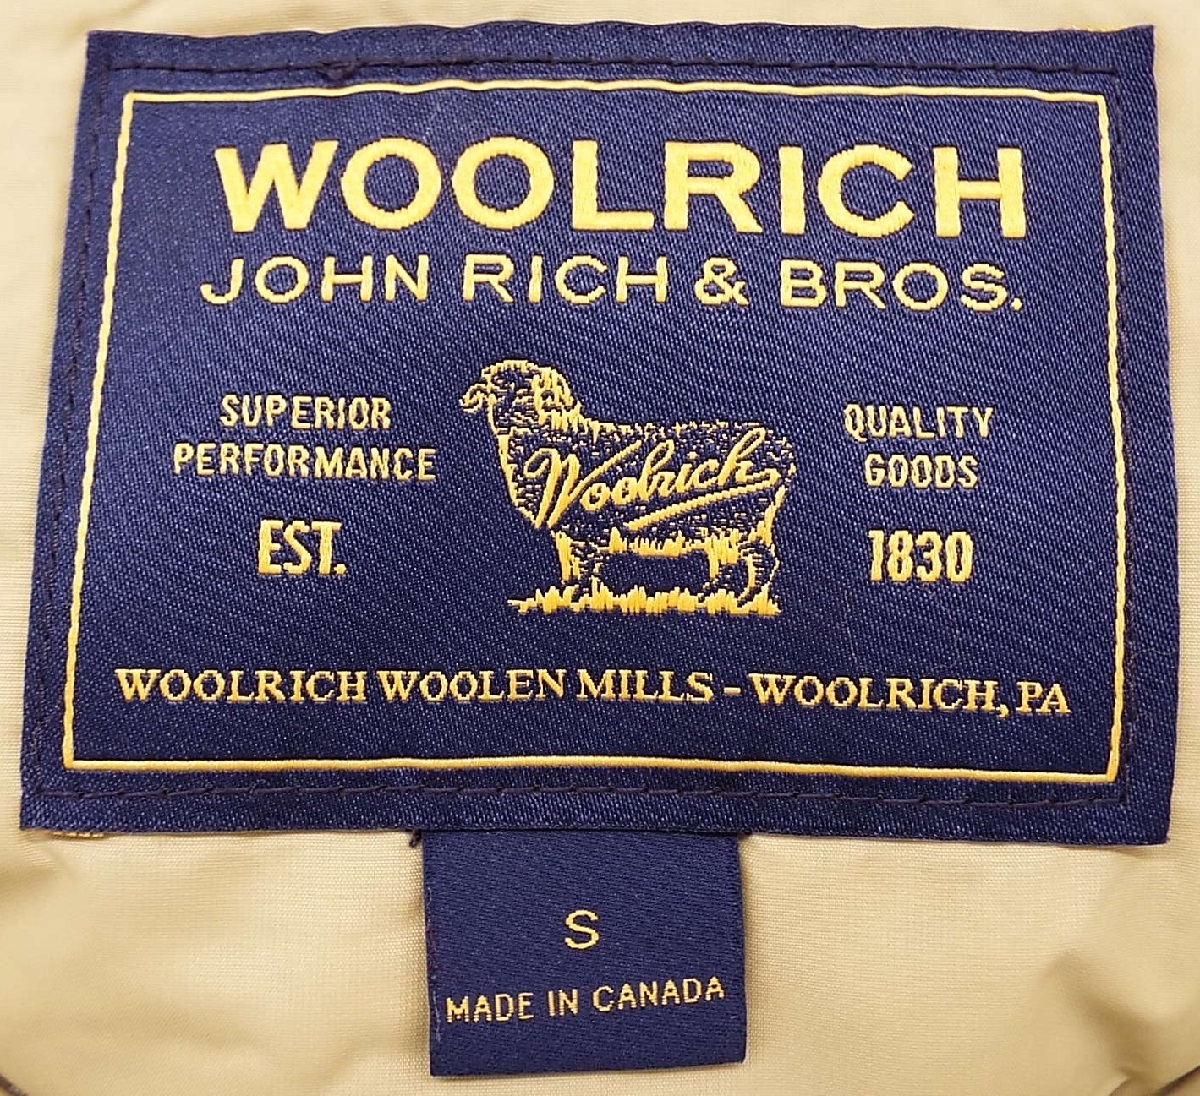 WOOLRICH
JOHN RICH & BROS.
SUPERIOR
PERFORMANCE
EST.
Woolrich
QUALITY
GOODS
1830
WOOLRICH WOOLEN MILLS - WOOLRICH, PA
S
MADE IN CANADA